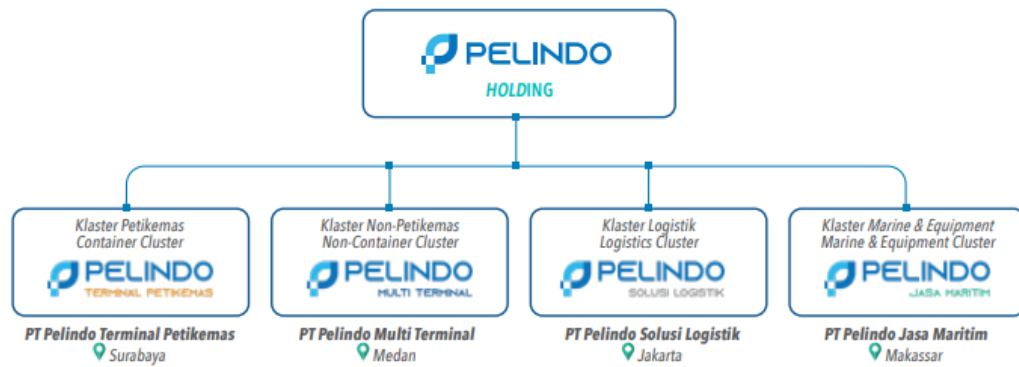 PELINDO
HOLDING
Klaster Petikemas
Container Cluster
PELINDO
TERMINAL PETIKEMAS
PT Pelindo Terminal Petikemas
Surabaya
Klaster Non-Petikemas
Non-Container Cluster
PELINDO
MULTI TERMINAL
PT Pelindo Multi Terminal
Medan
Klaster Logistik
Logistics Cluster
PELINDO
SOLUSI LOGISTIK
PT Pelindo Solusi Logistik
Jakarta
Klaster Marine & Equipment
Marine & Equipment Cluster
PELINDO
JASA MARITIM
PT Pelindo Jasa Maritim
Makassar